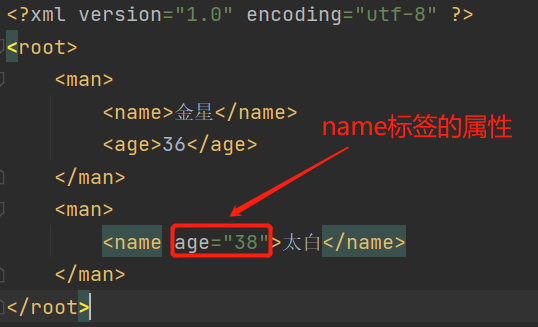 <?xml version="1.0" encoding="utf-8" ?>
<root>
    <man>
        <name>金星</name>
        <age>36</age>
    </man>
    <man>
        <name age="38">太白</name>
    </man>
</root>
name标签的属性